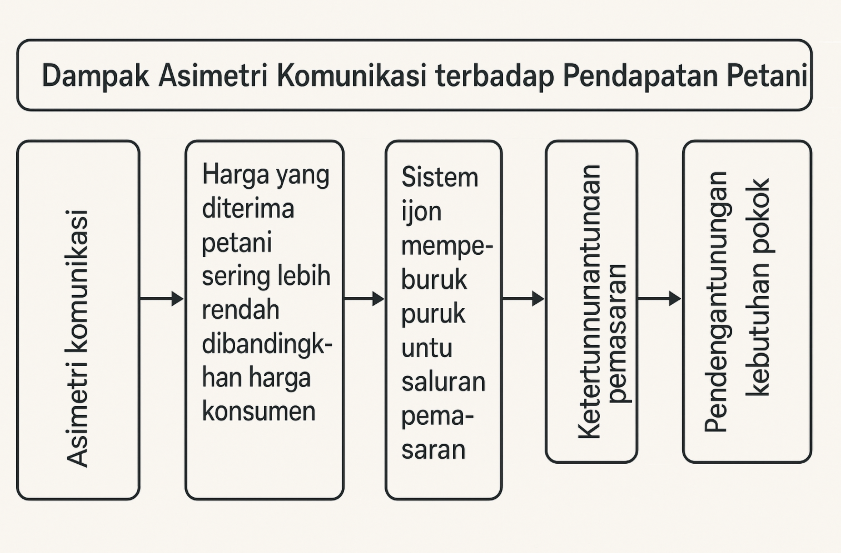 Dampak Asimetri Komunikasi terbadap Pendapatan Petani
Asimetri komunikasi
Harga yang
diterima
petani
sering lebih
rendah
dibandingk-
han harga
konsumen
Sistem
ijon
mempe-
buruk
puruk
untu
saluran
pema-
saran
Ketertunnunantundan
pemasaran
Pendengantunungan
kebutuhan pokok